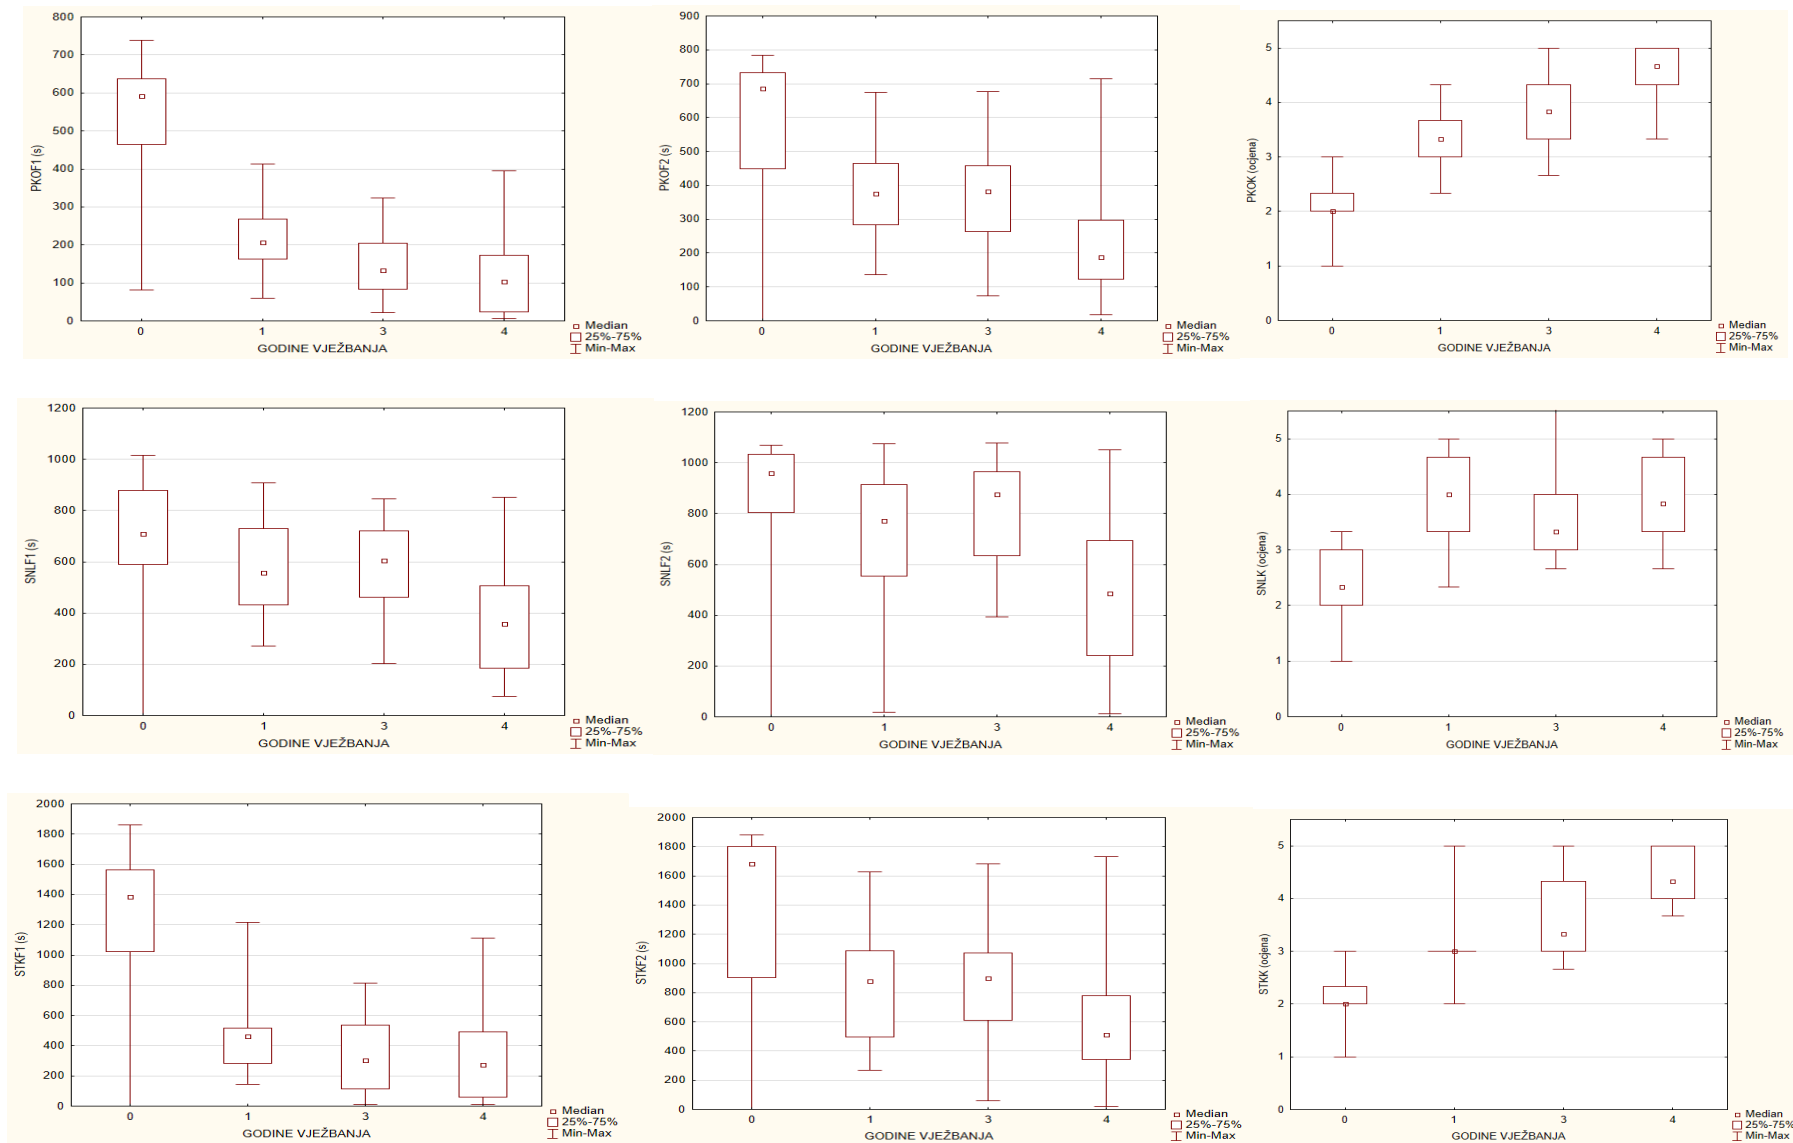 PKOF1 (s)
800
700
600
500
400
300
200
100
0
0 1 3 4
GODINE VJEŽBANJA
Median
25%-75%
Min-Max
PKOF2 (s)
900
800
700
600
500
400
300
200
100
0
0 1 3 4
GODINE VJEŽBANJA
Median
25%-75%
Min-Max
PKOK (ocjena)
5
4
3
2
1
0
0 1 3 4
GODINE VJEŽBANJA
Median
25%-75%
Min-Max
SNLF1 (s)
1200
1000
800
600
400
200
0
0 1 3 4
GODINE VJEŽBANJA
Median
25%-75%
Min-Max
SNLF2 (s)
1200
1000
800
600
400
200
0
0 1 3 4
GODINE VJEŽBANJA
Median
25%-75%
Min-Max
SNLK (ocjena)
5
4
3
2
1
0
0 1 3 4
GODINE VJEŽBANJA
Median
25%-75%
Min-Max
STKF1 (s)
2000
1800
1600
1400
1200
1000
800
600
400
200
0
0 1 3 4
GODINE VJEŽBANJA
Median
25%-75%
Min-Max
STKF2 (s)
2000
1800
1600
1400
1200
1000
800
600
400
200
0
0 1 3 4
GODINE VJEŽBANJA
Median
25%-75%
Min-Max
STKK (ocjena)
5
4
3
2
1
0
0 1 3 4
GODINE VJEŽBANJA
Median
25%-75%
Min-Max